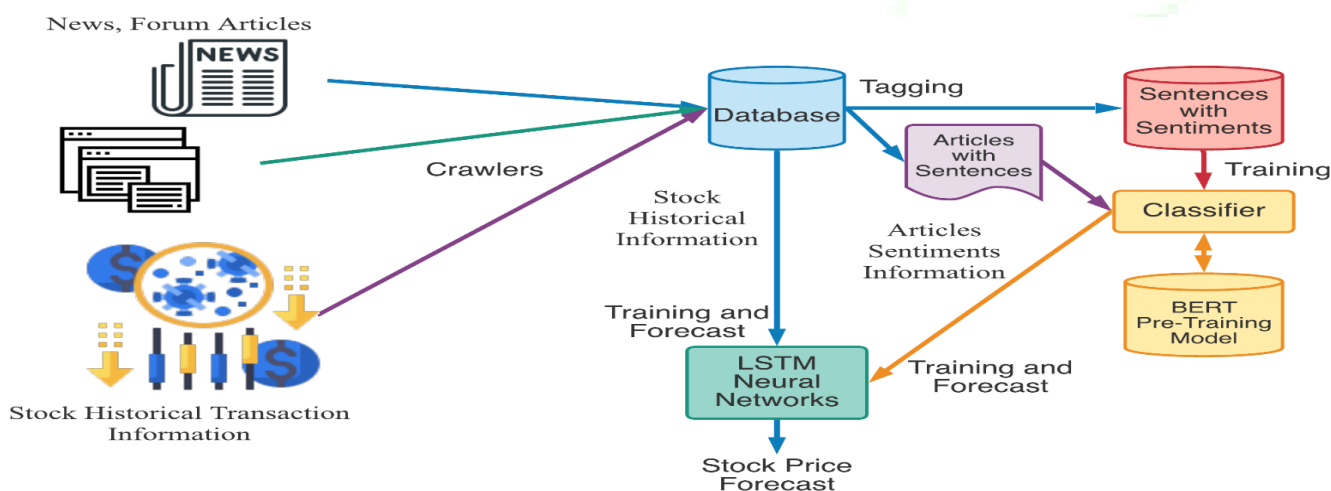 News, Forum Articles
NEWS
Crawlers
Stock Historical Transaction
Information
Database
Tagging
Sentences
with
Sentiments
Articles
with
Sentences
Training
Classifier
BERT
Pre-Training
Model
Stock
Historical
Information
Articles
Sentiments
Information
Training and
Forecast
LSTM
Neural
Networks
Training and
Forecast
Stock Price
Forecast